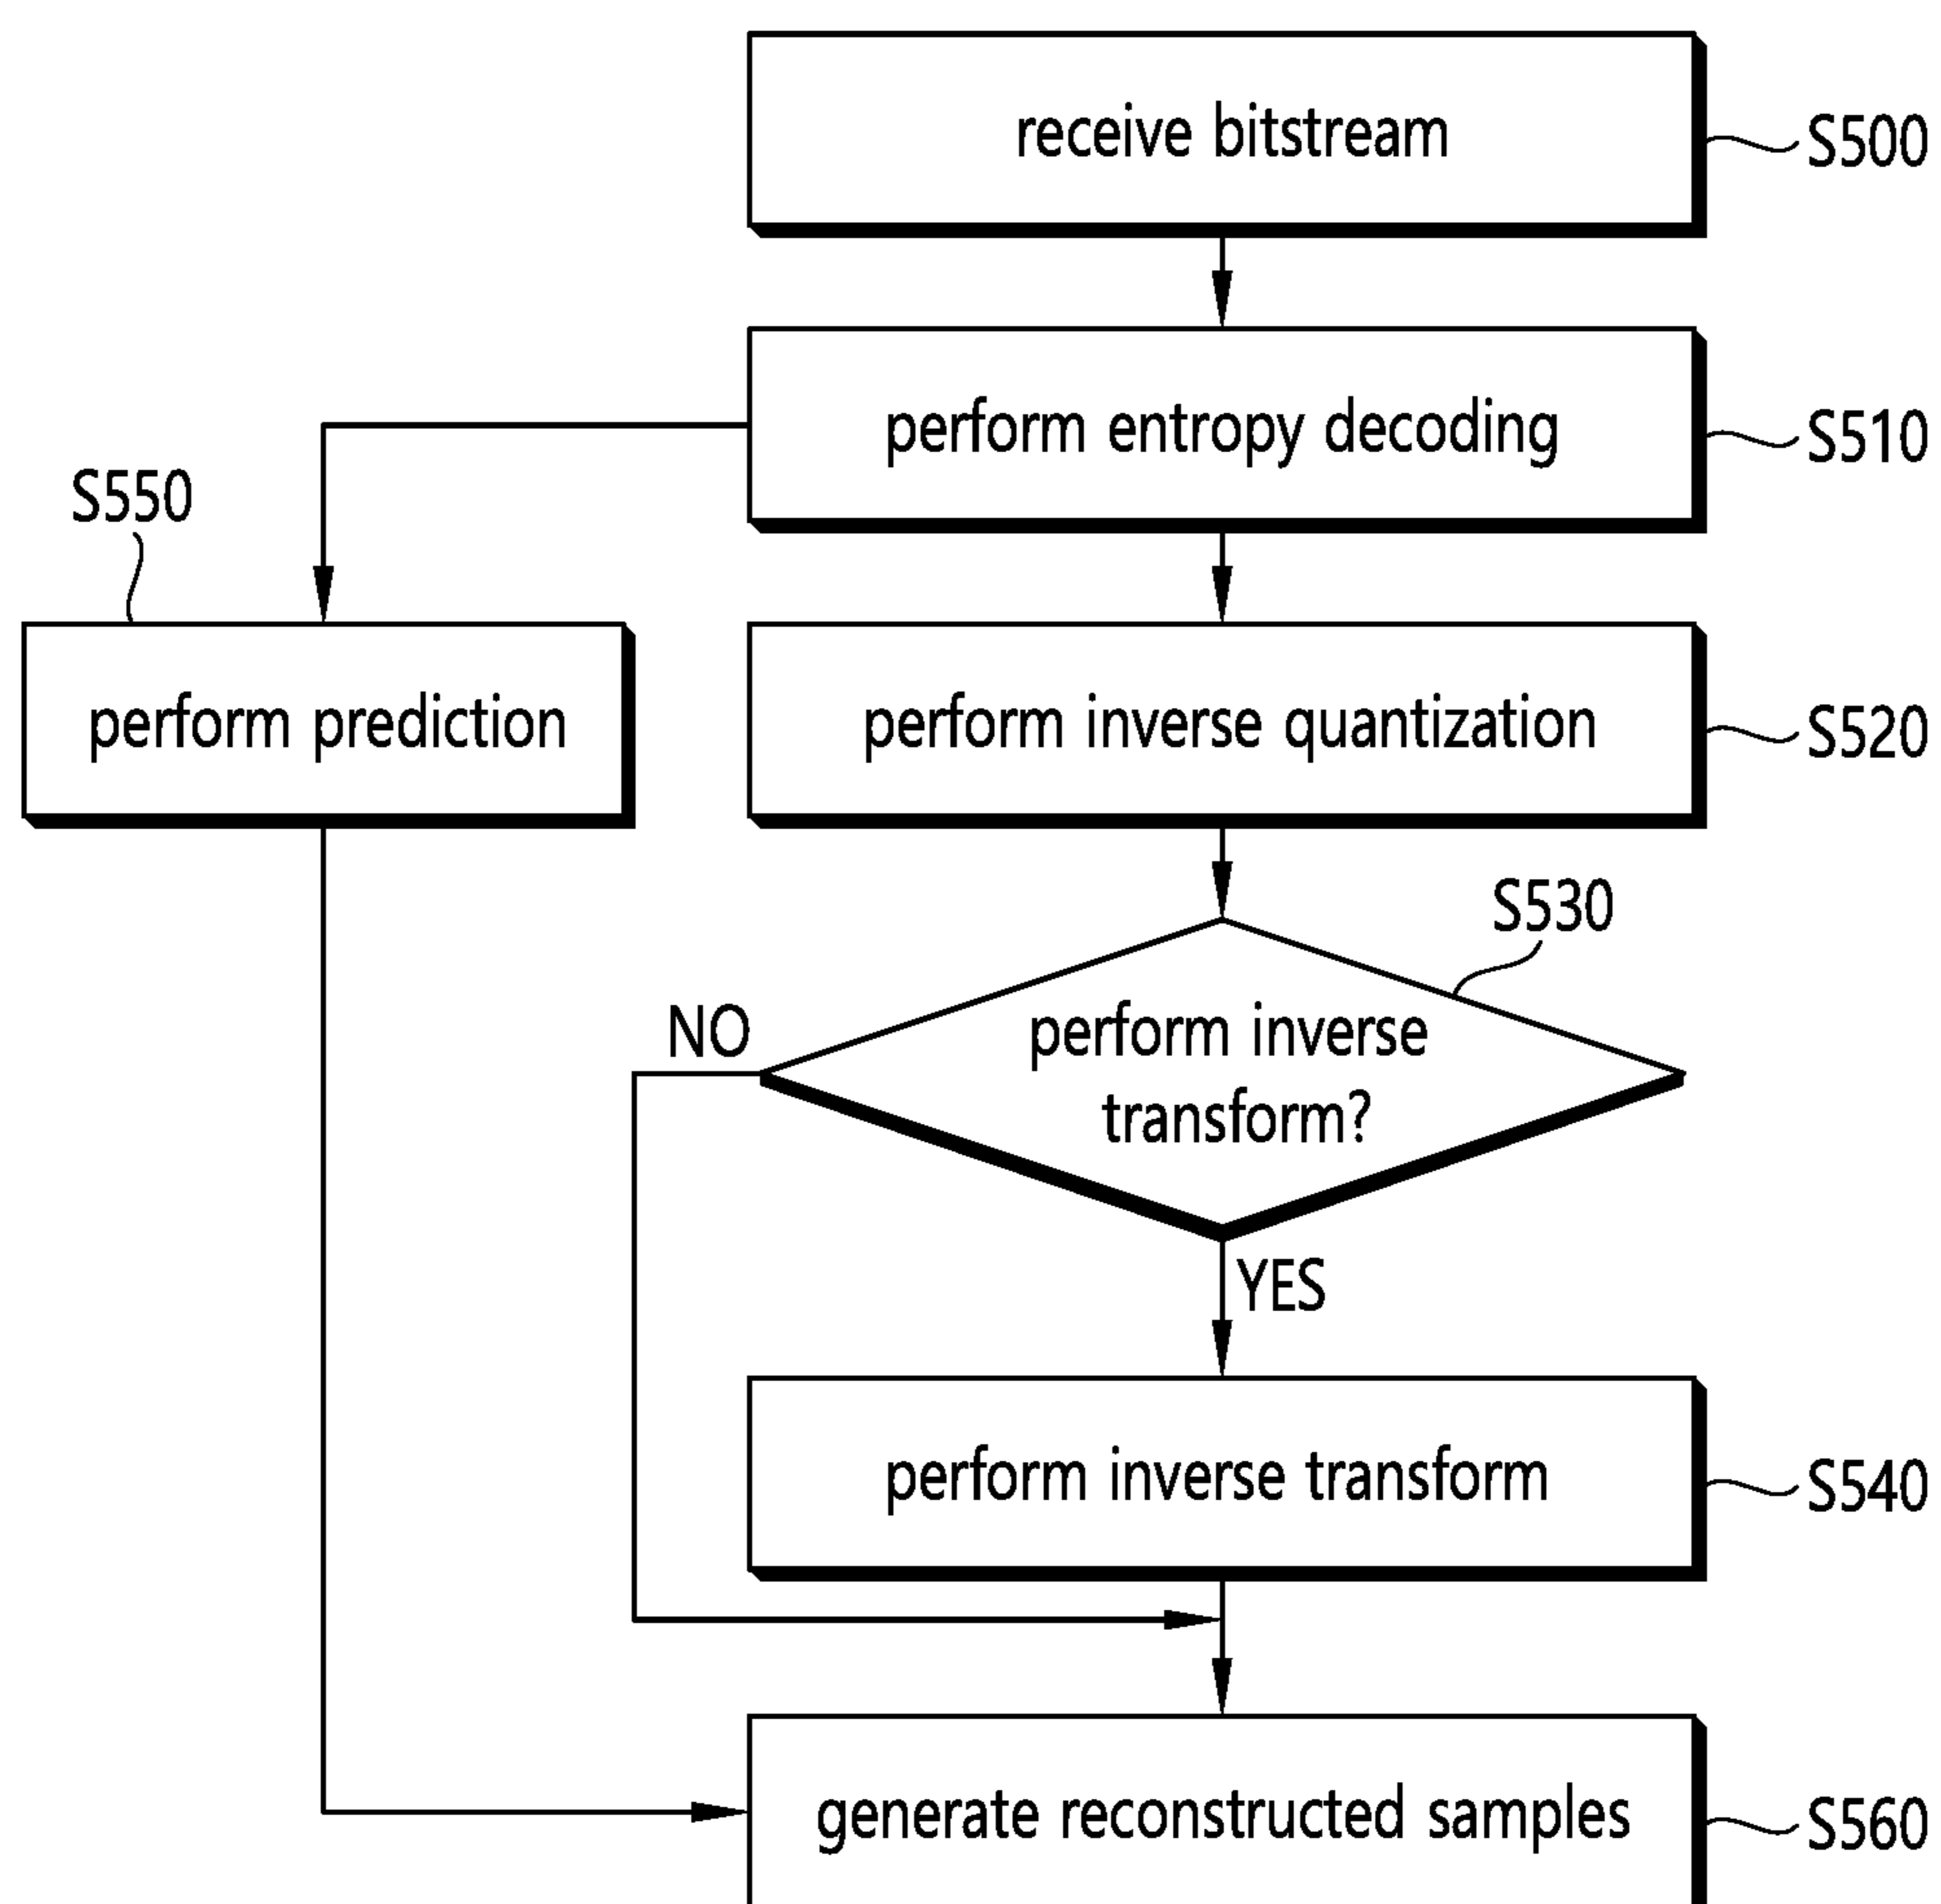 receive bitstream
S500
perform entropy decoding
S510
S550
perform prediction
perform inverse quantization
S520
S530
NO
perform inverse
transform?
YES
perform inverse transform
S540
generate reconstructed samples
S560